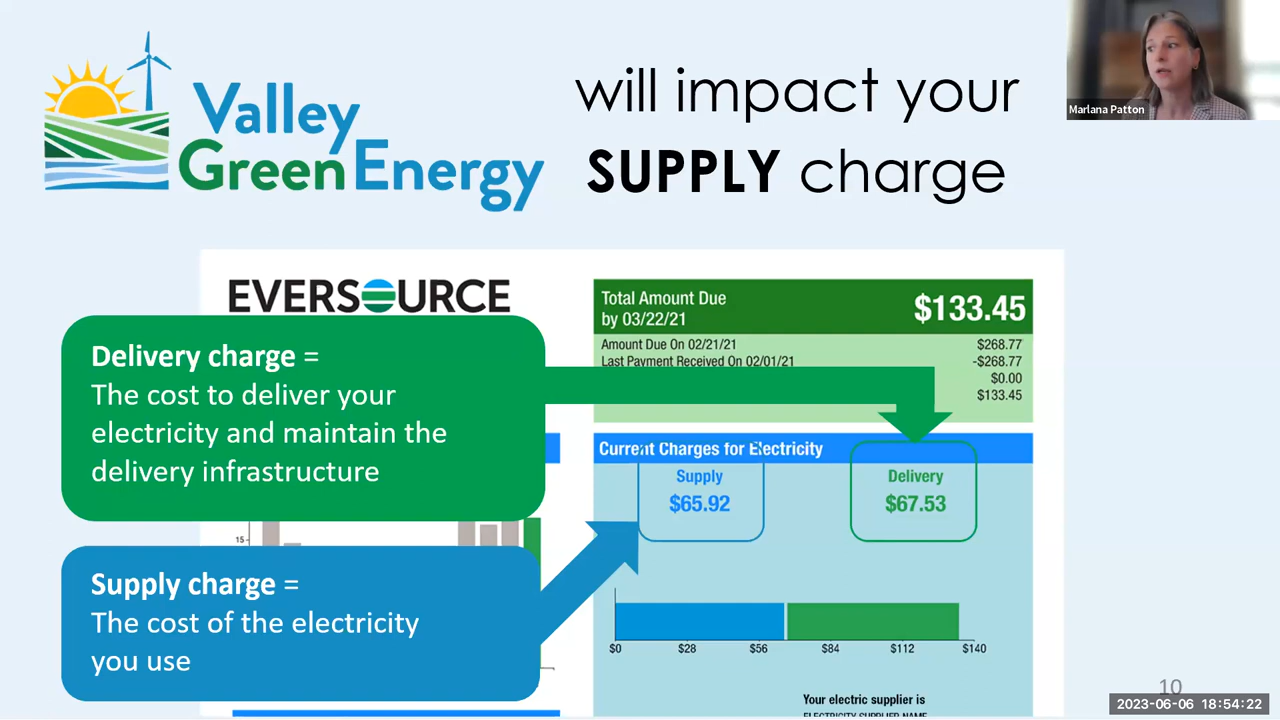 Valley
Green Energy
will impact your
SUPPLY charge
Marlana Patton
EVERSOURCE
Total Amount Due
by 03/22/21
$133.45
Amount Due On 02/21/21 $268.77
Last Payment Received On 02/01/21 -$268.77
$0.00
$133.45
Delivery charge =
The cost to deliver your
electricity and maintain the
delivery infrastructure
Current Charges for Electricity
Supply
$65.92
Delivery
$67.53
15
Supply charge =
The cost of the electricity
you use
$0 $28 $56 $84 $112 $140
Your electric supplier is
ELECTRICITY SUPPLIER NAME
10
2023-06-06 18:54:22